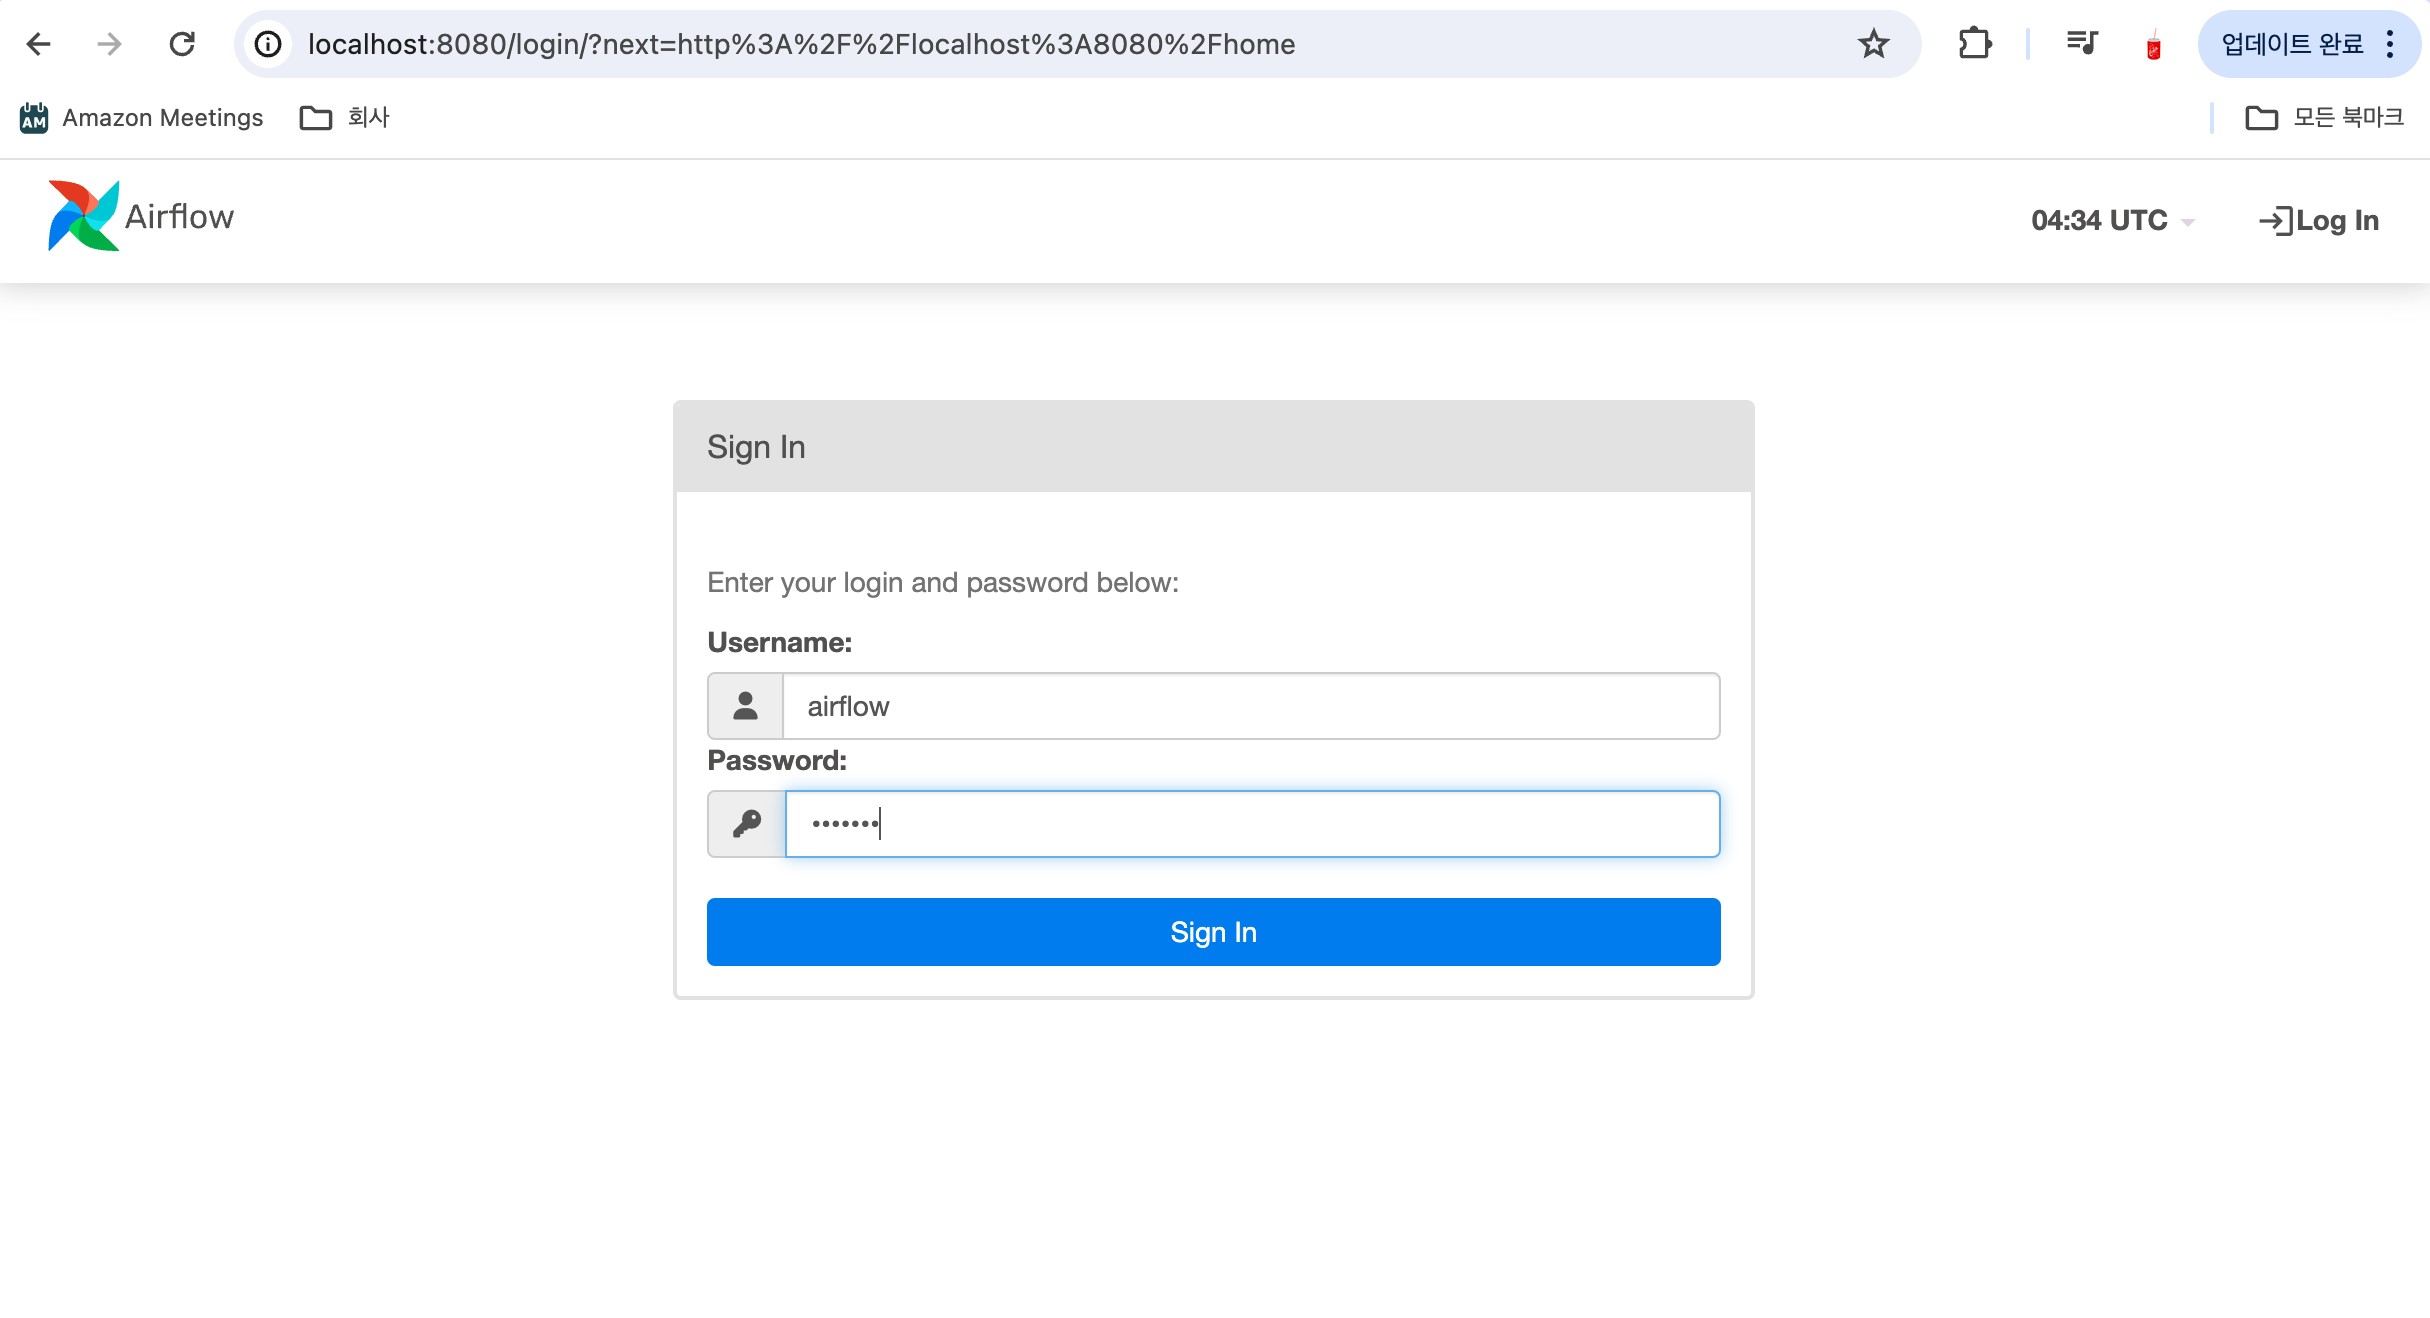 localhost:8080/login/?next=http%3A%2F%2Flocalhost%3A8080%2Fhome
업데이트 완료
AM
Amazon Meetings
회사
모든 북마크
Airflow
04:34 UTC
Log In
Sign In
Enter your login and password below:
Username:
airflow
Password:
•••••••
Sign In